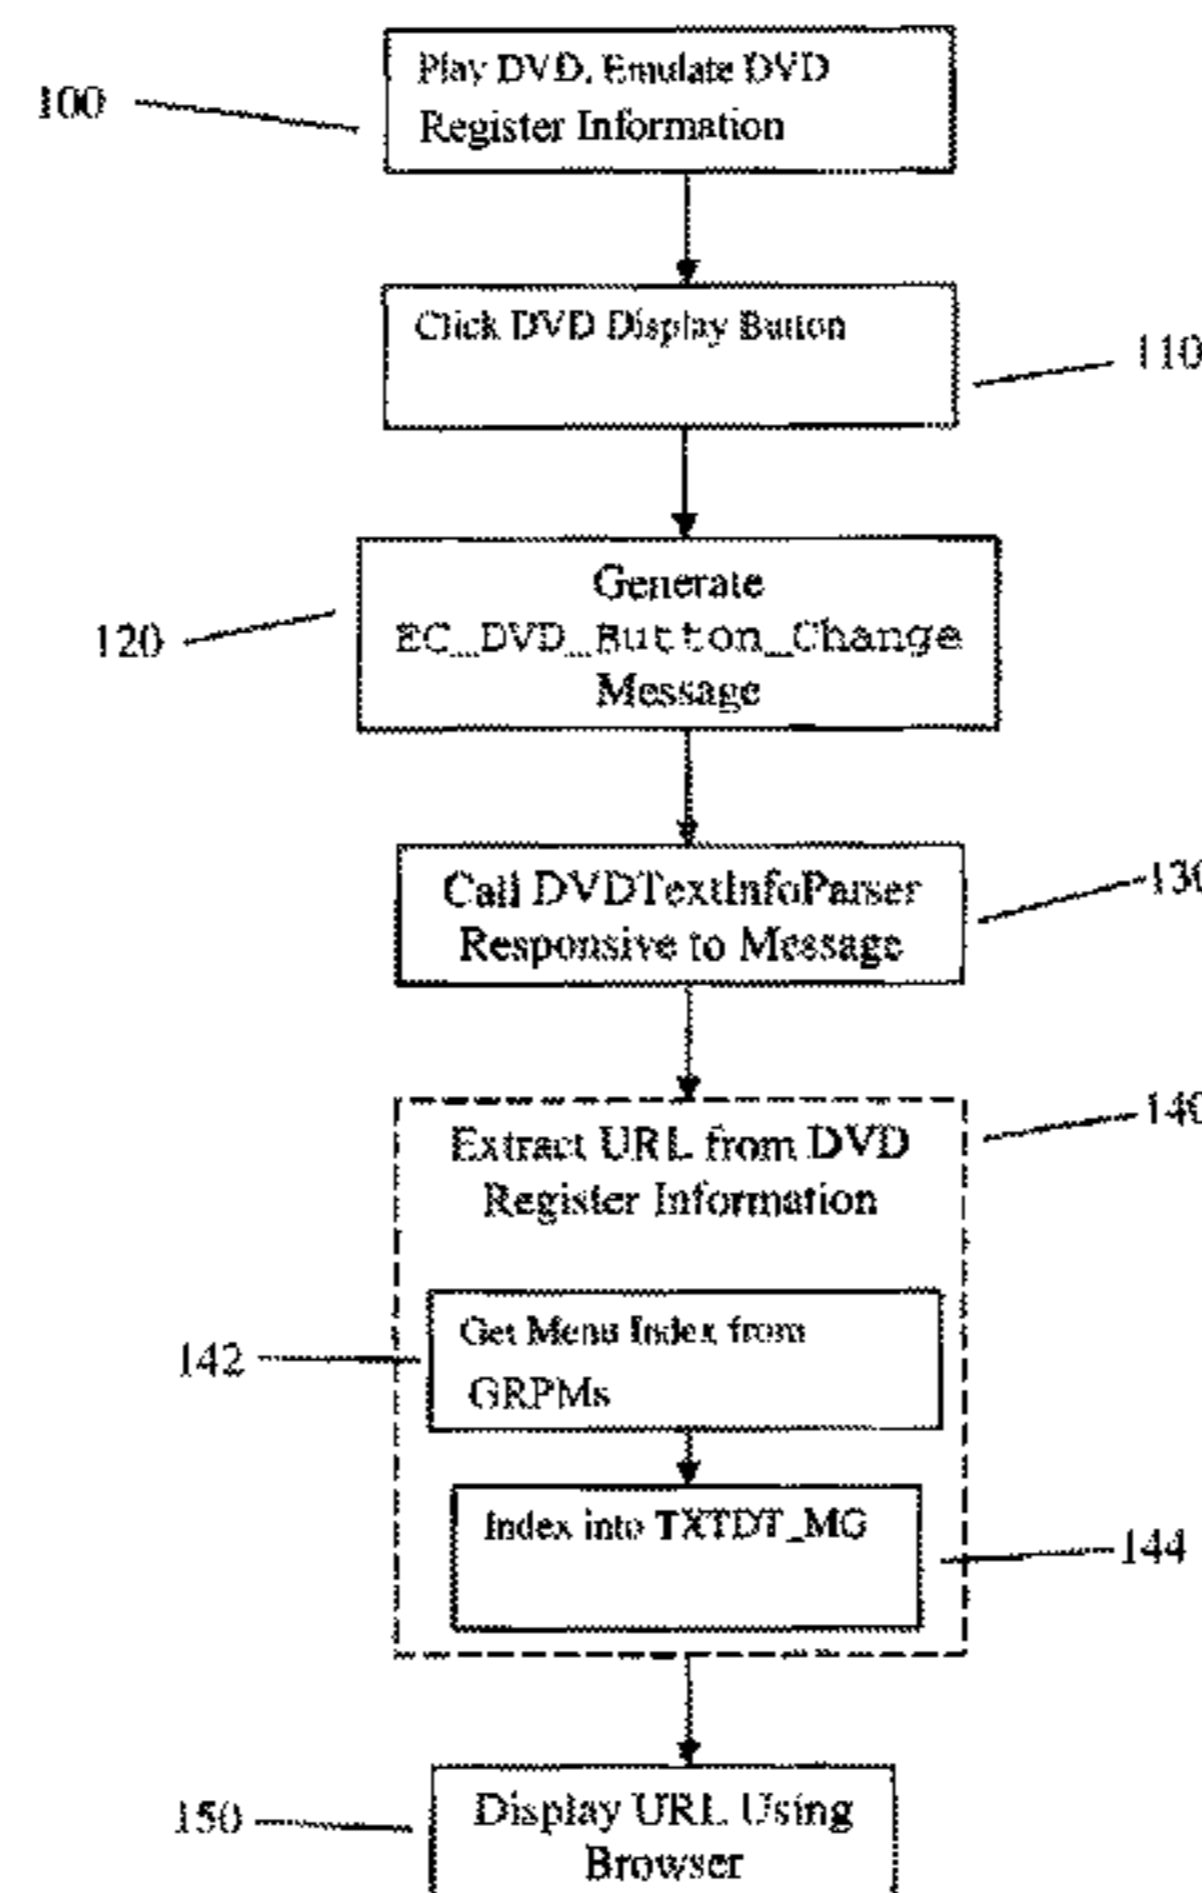 100
Play DVD, Emulate DVD
Register Information
Click DVD Display Button
110
Generate
EC_DVD_Button_Change
Message
120
Call DVDTextInfoParser
Responsive to Message
130
Extract URL from DVD
Register Information
140
Get Menu Index from
GRPMs
142
Index into TXTDT_MG
144
Display URL Using
Browser
150